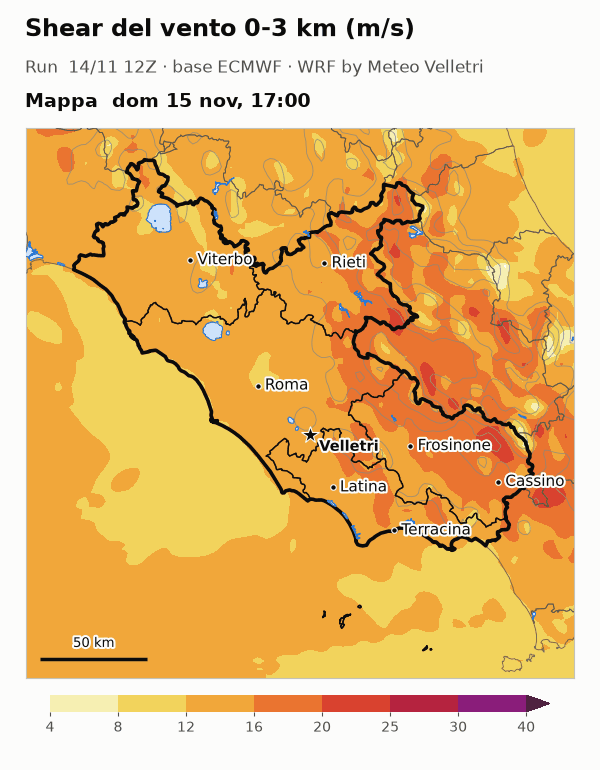 Shear del vento 0-3 km (m/s)
Run 14/11 12Z · base ECMWF · WRF by Meteo Velletri
Mappa dom 15 nov, 17:00
Viterbo
Rieti
Roma
Velletri
Frosinone
Latina
Cassino
Terracina
50 km
4 8 12 16 20 25 30 40